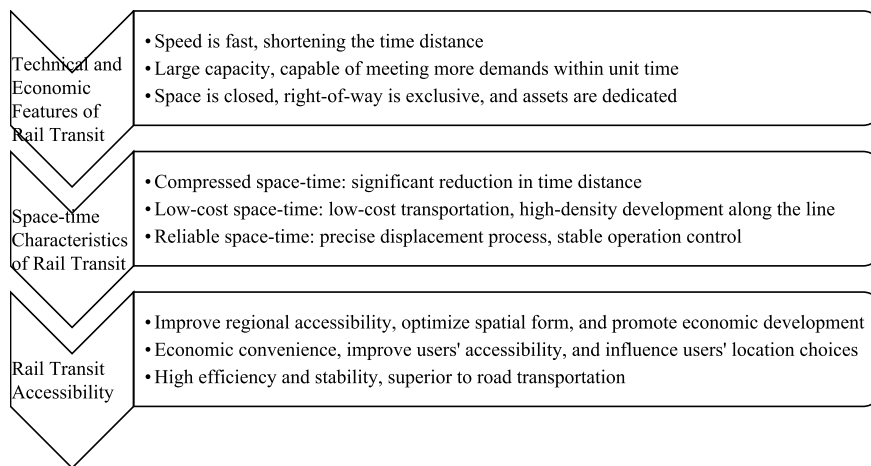 Technical and
Economic
Features of
Rail Transit
• Speed is fast, shortening the time distance
• Large capacity, capable of meeting more demands within unit time
• Space is closed, right-of-way is exclusive, and assets are dedicated
Space-time
Characteristics
of Rail Transit
• Compressed space-time: significant reduction in time distance
• Low-cost space-time: low-cost transportation, high-density development along the line
• Reliable space-time: precise displacement process, stable operation control
Rail Transit
Accessibility
• Improve regional accessibility, optimize spatial form, and promote economic development
• Economic convenience, improve users' accessibility, and influence users' location choices
• High efficiency and stability, superior to road transportation